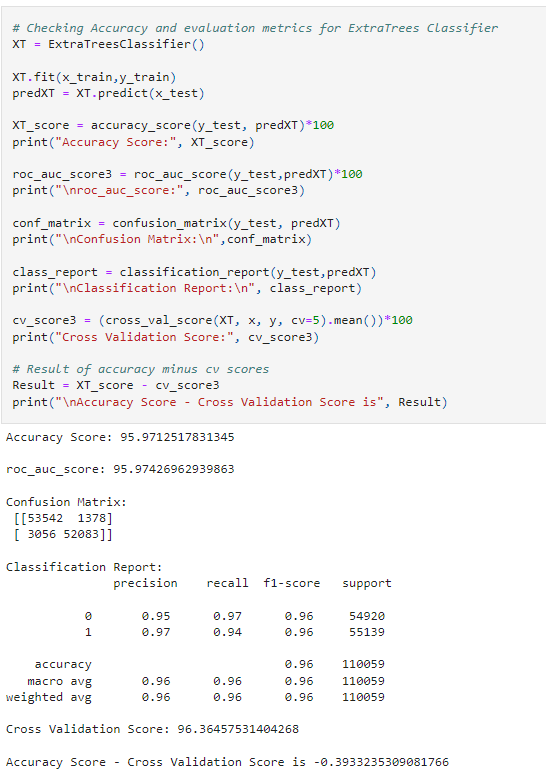 # Checking Accuracy and evaluation metrics for ExtraTrees Classifier
XT = ExtraTreesClassifier()
XT.fit(x_train,y_train)
predXT = XT.predict(x_test)
XT_score = accuracy_score(y_test, predXT)*100
print("Accuracy Score:", XT_score)
roc_auc_score3 = roc_auc_score(y_test,predXT)*100
print("\nroc_auc_score:", roc_auc_score3)
conf_matrix = confusion_matrix(y_test, predXT)
print("\nConfusion Matrix:\n",conf_matrix)
class_report = classification_report(y_test,predXT)
print("\nClassification Report:\n", class_report)
cv_score3 = (cross_val_score(XT, x, y, cv=5).mean())*100
print("Cross Validation Score:", cv_score3)
# Result of accuracy minus cv scores
Result = XT_score - cv_score3
print("\nAccuracy Score - Cross Validation Score is", Result)
Accuracy Score: 95.9712517831345
roc_auc_score: 95.97426962939863
Confusion Matrix:
[[53542 1378]
[ 3056 52083]]
Classification Report:
precision recall f1-score support
0 0.95 0.97 0.96 54920
1 0.97 0.94 0.96 55139
accuracy 0.96 110059
macro avg 0.96 0.96 0.96 110059
weighted avg 0.96 0.96 0.96 110059
Cross Validation Score: 96.36457531404268
Accuracy Score - Cross Validation Score is -0.3933235309081766